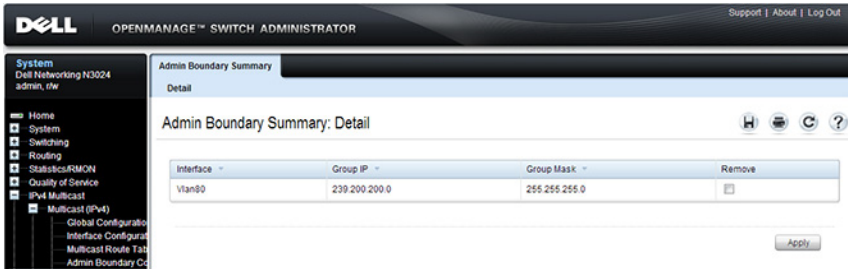 DELL OPENMANAGE™ SWITCH ADMINISTRATOR
Support | About | Log Out
System
Dell Networking N3024
admin, r/w
Home
System
Switching
Routing
Statistics/RMON
Quality of Service
IPv4 Multicast
Multicast (IPv4)
Global Configuratio
Interface Configurat
Multicast Route Tab
Admin Boundary Co
Admin Boundary Summary
Detail
Admin Boundary Summary: Detail
Interface Group IP Group Mask Remove
Vlan80 239.200.200.0 255.255.255.0
Apply